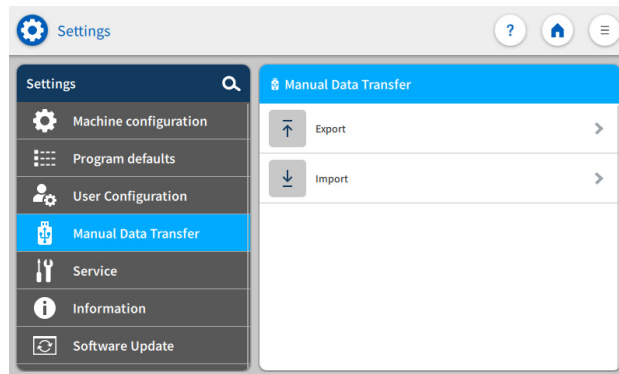 Settings
?
Settings
Manual Data Transfer
Machine configuration
Export
Program defaults
Import
User Configuration
Manual Data Transfer
Service
Information
Software Update